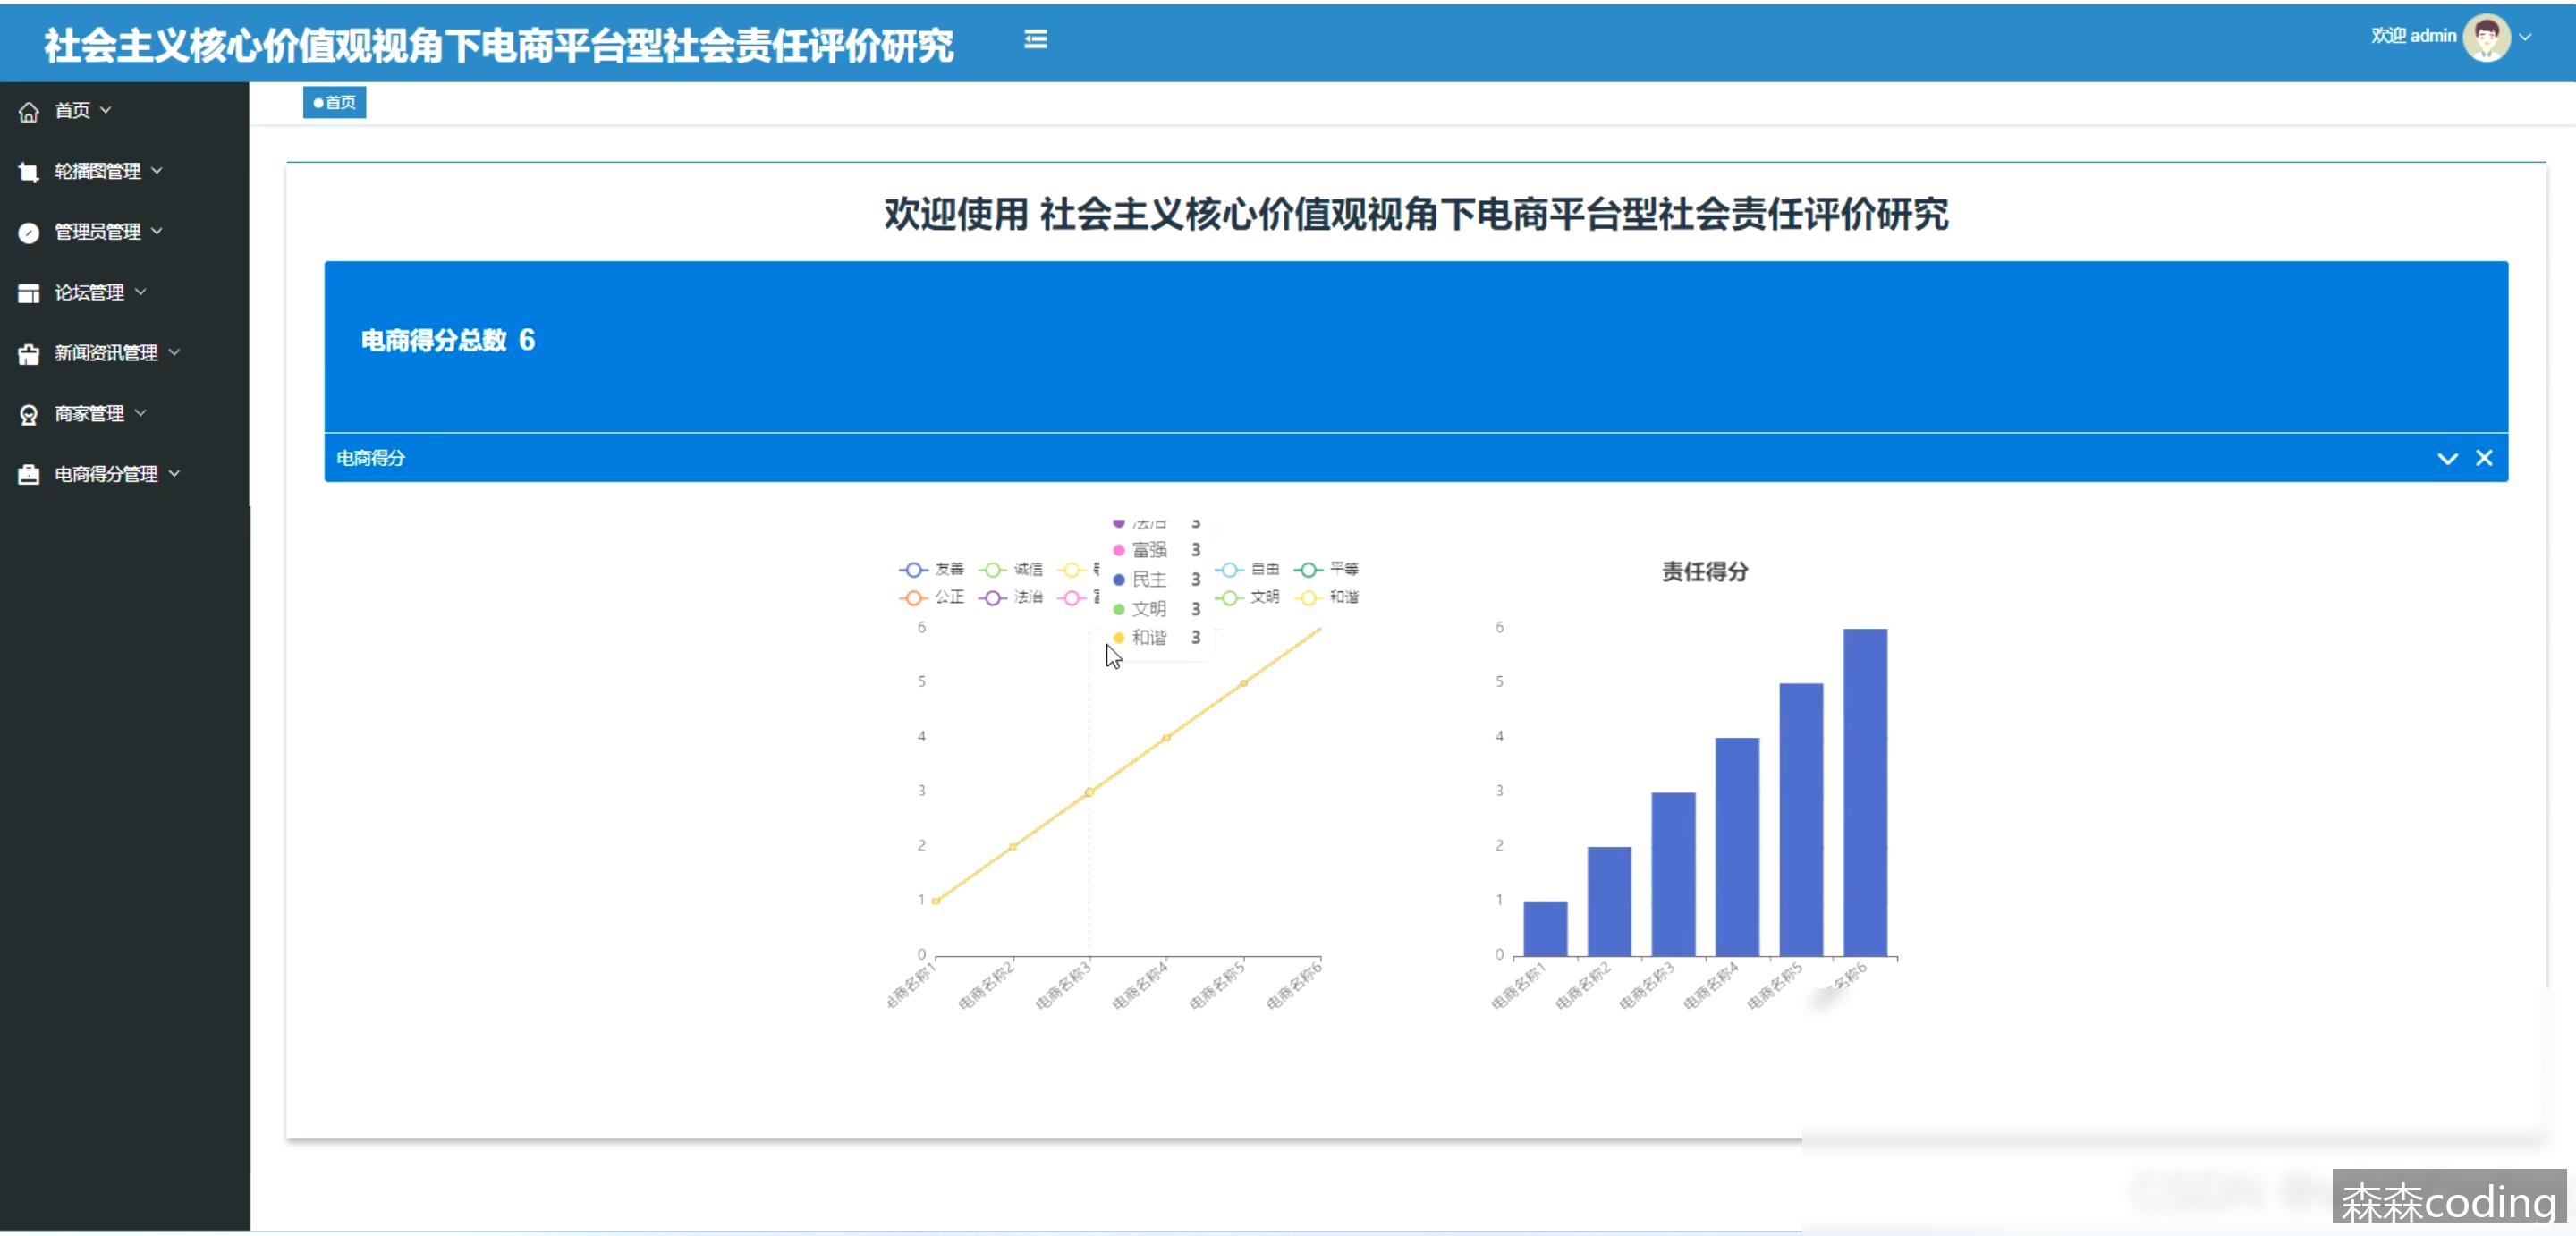 社会主义核心价值观视角下电商平台型社会责任评价研究
欢迎 admin
首页
轮播图管理
管理员管理
论坛管理
新闻资讯管理
商家管理
电商得分管理
首页
欢迎使用 社会主义核心价值观视角下电商平台型社会责任评价研究
电商得分总数 6
电商得分
法治 3
富强 3
民主 3
文明 3
和谐 3
友善 诚信 自由 平等
公正 法治 文明 和谐
6
5
4
3
2
1
0
电商名称1 电商名称2 电商名称3 电商名称4 电商名称5 电商名称6
责任得分
6
5
4
3
2
1
0
电商名称1 电商名称2 电商名称3 电商名称4 电商名称5 名称6
森森coding